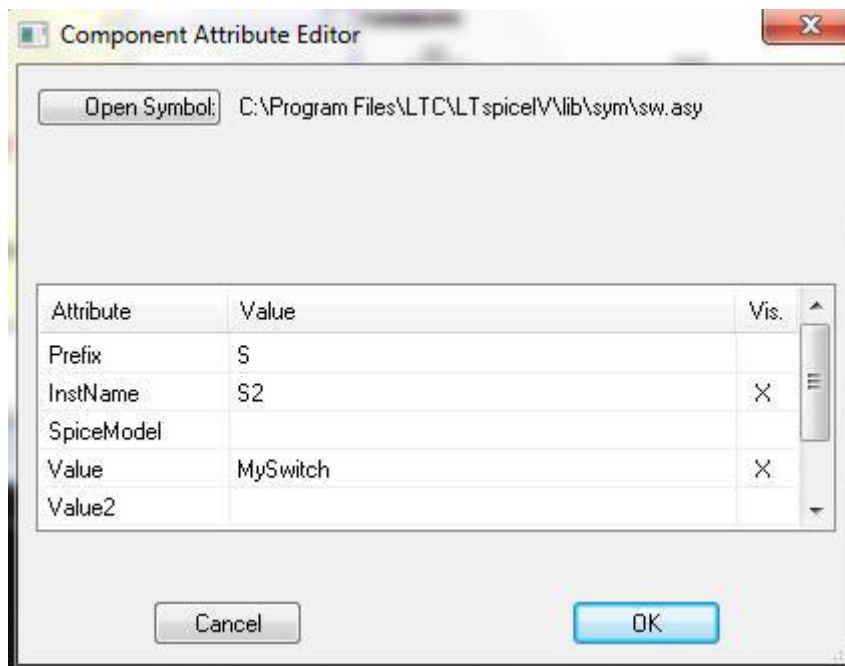 Component Attribute Editor
Open Symbol: C:\Program Files\LTC\LTspiceIV\lib\sym\sw.asy
Attribute Value Vis.
Prefix S
InstName S2 X
SpiceModel
Value MySwitch X
Value2
Cancel OK